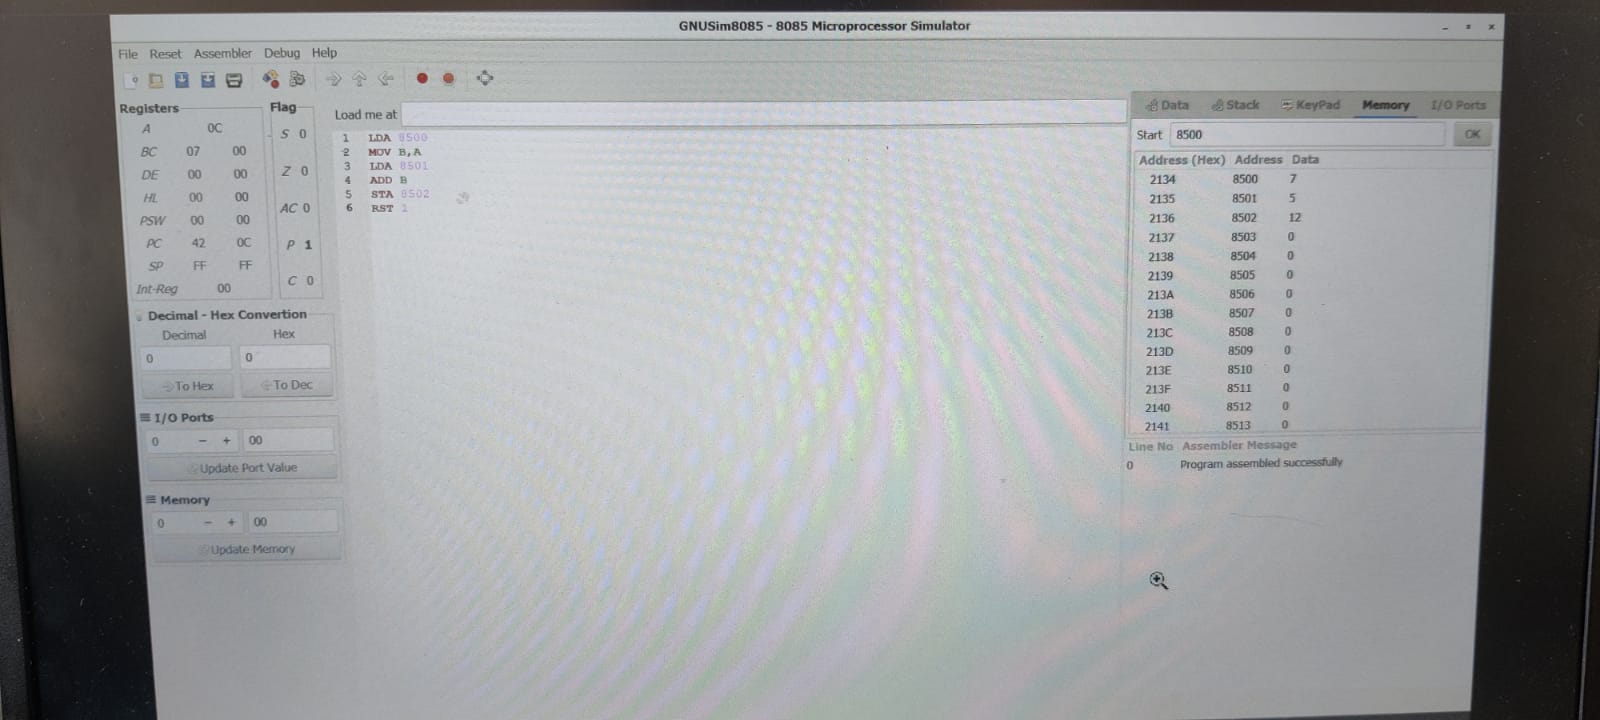 GNUSim8085 - 8085 Microprocessor Simulator
File Reset Assembler Debug Help
Registers
A 0C
BC 07 00
DE 00 00
HL 00 00
PSW 00 00
PC 42 0C
SP FF FF
Int-Reg 00
Flag
S 0
Z 0
AC 0
P 1
C 0
Decimal - Hex Convertion
Decimal Hex
0 0
To Hex To Dec
I/O Ports
0 - + 00
Update Port Value
Memory
0 - + 00
Update Memory
Load me at
1 LDA 8500
2 MOV B,A
3 LDA 8501
4 ADD B
5 STA 8502
6 RST 1
Data Stack KeyPad Memory I/O Ports
Start 8500 OK
Address (Hex) Address Data
2134 8500 7
2135 8501 5
2136 8502 12
2137 8503 0
2138 8504 0
2139 8505 0
213A 8506 0
213B 8507 0
213C 8508 0
213D 8509 0
213E 8510 0
213F 8511 0
2140 8512 0
2141 8513 0
Line No Assembler Message
0 Program assembled successfully